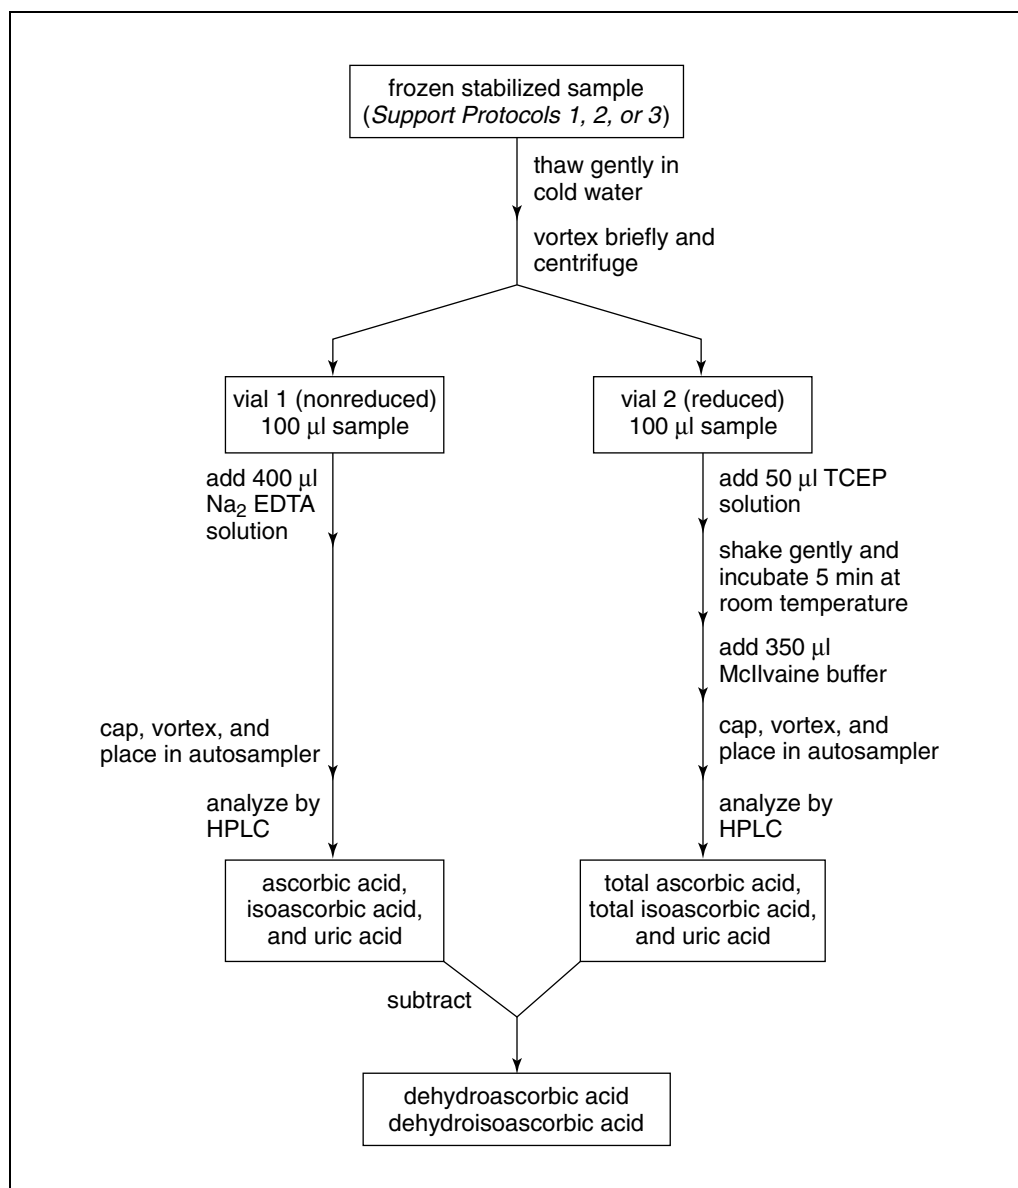 frozen stabilized sample
(Support Protocols 1, 2, or 3)
thaw gently in
cold water
vortex briefly and
centrifuge
vial 1 (nonreduced)
100 μl sample
add 400 μl
Na₂ EDTA
solution
cap, vortex, and
place in autosampler
analyze by
HPLC
ascorbic acid,
isoascorbic acid,
and uric acid
vial 2 (reduced)
100 μl sample
add 50 μl TCEP
solution
shake gently and
incubate 5 min at
room temperature
add 350 μl
McIlvaine buffer
cap, vortex, and
place in autosampler
analyze by
HPLC
total ascorbic acid,
total isoascorbic acid,
and uric acid
subtract
dehydroascorbic acid
dehydroisoascorbic acid